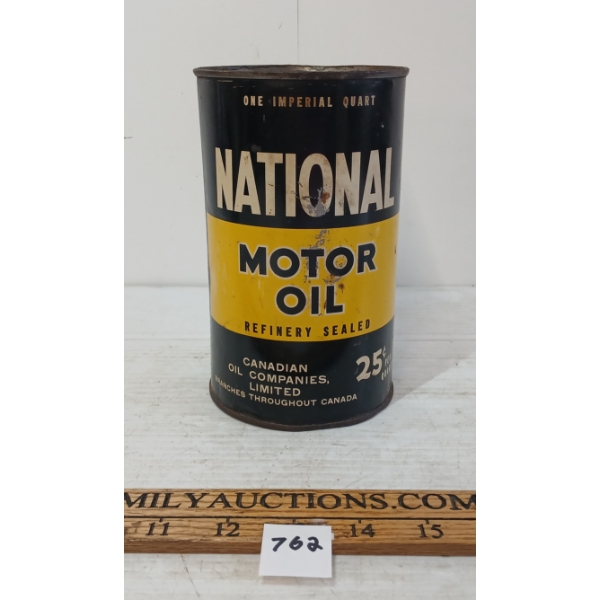 ONE IMPERIAL QUART
NATIONAL
MOTOR
OIL
REFINERY SEALED
CANADIAN
OIL COMPANIES,
LIMITED
BRANCHES THROUGHOUT CANADA
25¢
MILYAUCTIONS.COM
11 12 14 15
762